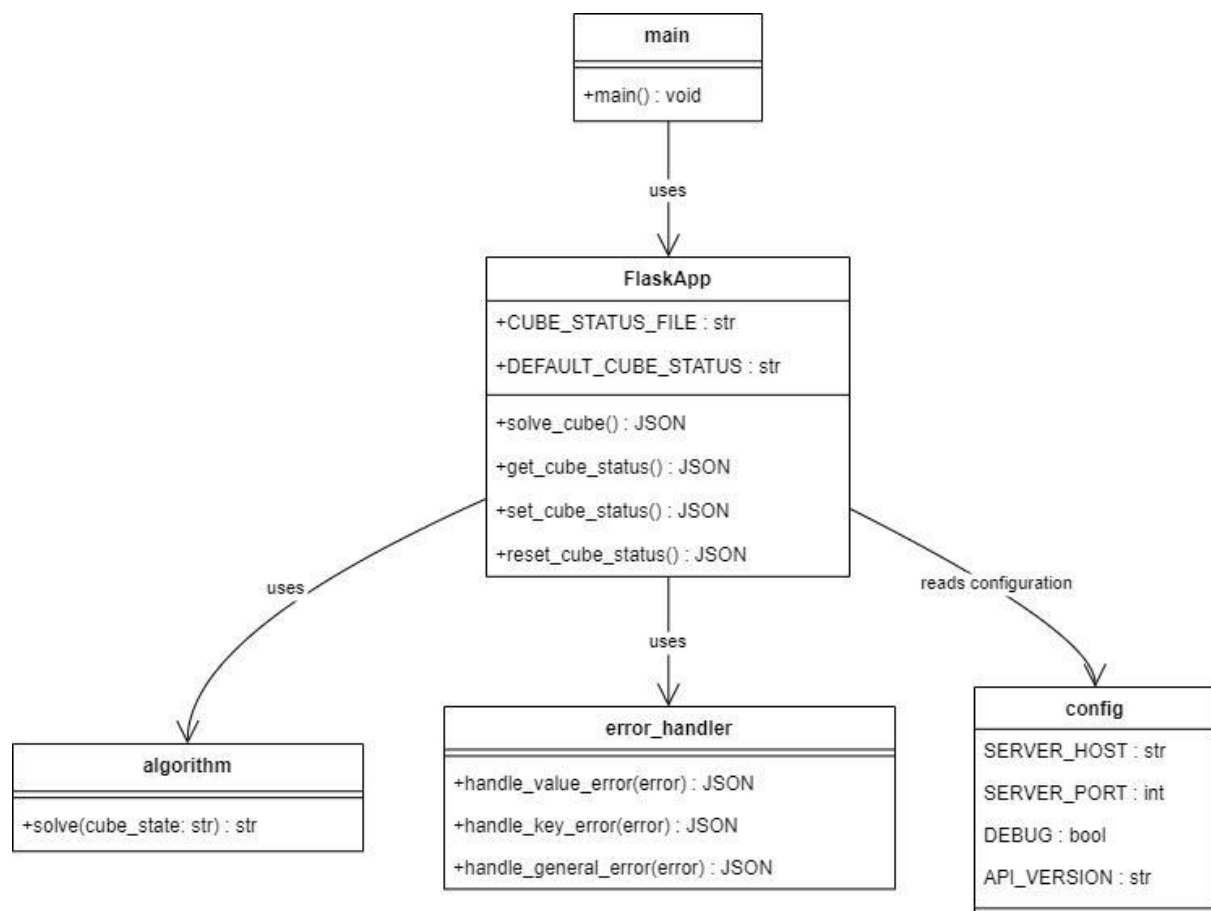 main
+main() : void
uses
FlaskApp
+CUBE_STATUS_FILE : str
+DEFAULT_CUBE_STATUS : str
+solve_cube() : JSON
+get_cube_status() : JSON
+set_cube_status() : JSON
+reset_cube_status() : JSON
uses
uses
reads configuration
algorithm
+solve(cube_state: str) : str
error_handler
+handle_value_error(error) : JSON
+handle_key_error(error) : JSON
+handle_general_error(error) : JSON
config
SERVER_HOST : str
SERVER_PORT : int
DEBUG : bool
API_VERSION : str